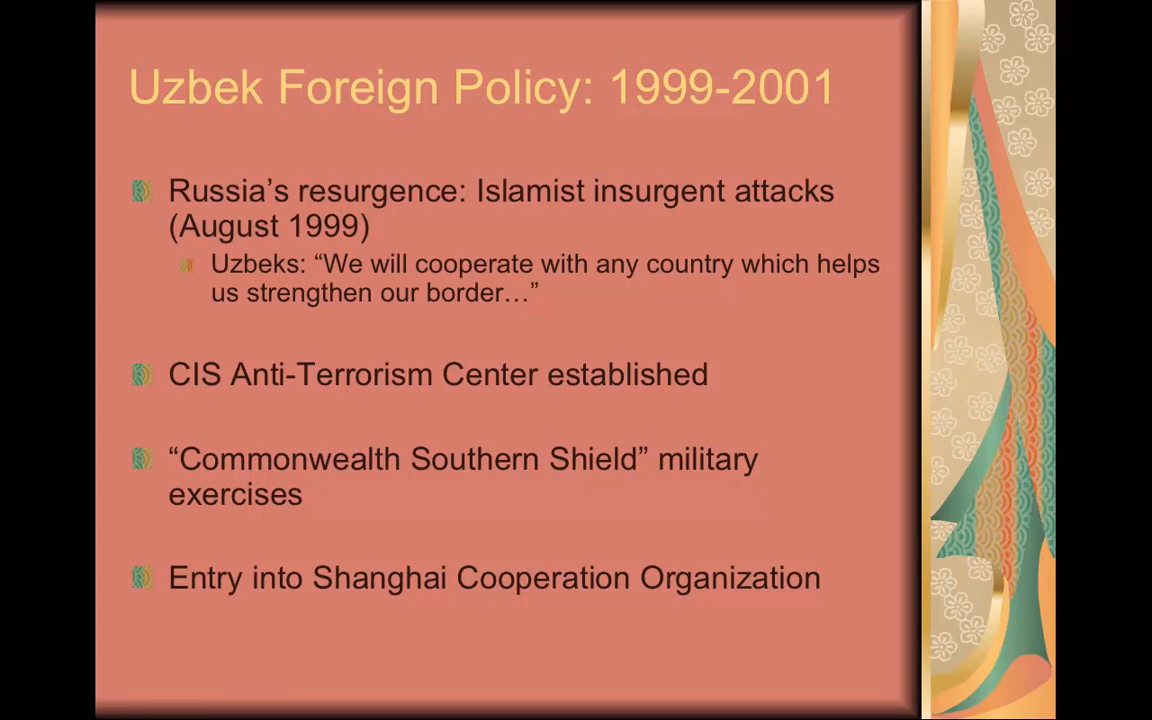 Uzbek Foreign Policy: 1999-2001
Russia’s resurgence: Islamist insurgent attacks
(August 1999)
Uzbeks: “We will cooperate with any country which helps
us strengthen our border…”
CIS Anti-Terrorism Center established
“Commonwealth Southern Shield” military
exercises
Entry into Shanghai Cooperation Organization